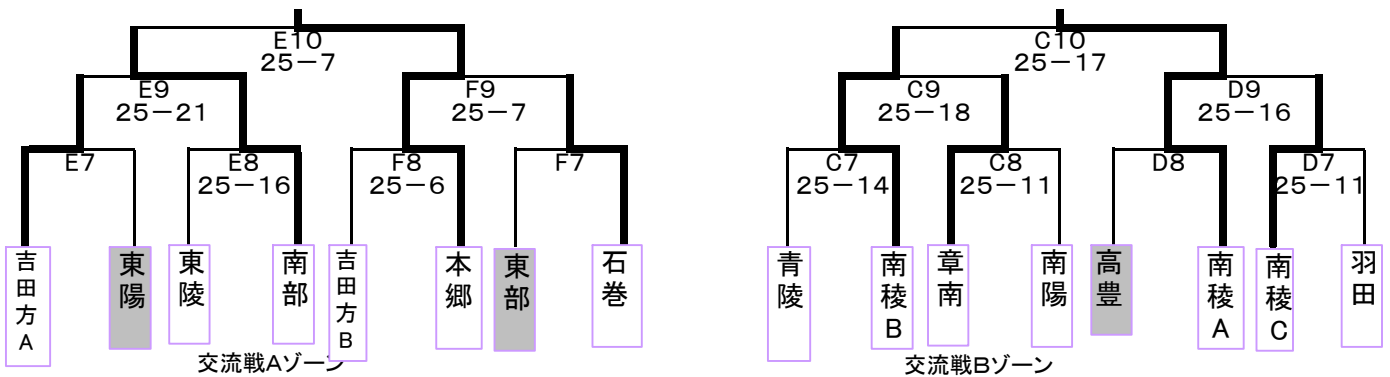 E10
25－7
E9
25－21
F9
25－7
E7
E8
25－16
F8
25－6
F7
吉田方A
東陽
東陵
南部
吉田方B
本郷
東部
石巻
交流戦Aゾーン
C10
25－17
C9
25－18
D9
25－16
C7
25－14
C8
25－11
D8
D7
25－11
青陵
南稜B
章南
南陽
高豊
南稜A
南稜C
羽田
交流戦Bゾーン